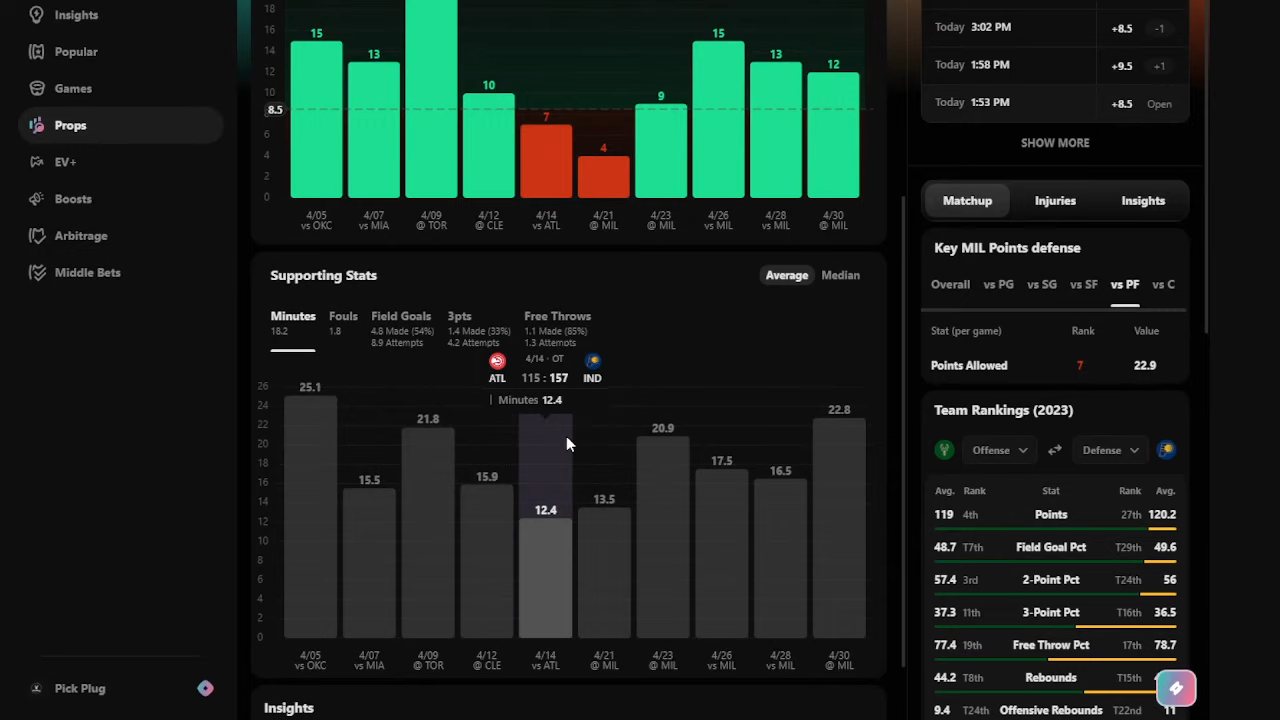 Insights
Popular
Games
Props
EV+
Boosts
Arbitrage
Middle Bets
Pick Plug
18
16
14
12
10
8.5
6
4
2
0
15
13
10
7
4
9
15
13
12
4/05 4/07 4/09 4/12 4/14 4/21 4/23 4/26 4/28 4/30
vs OKC vs MIA @ TOR @ CLE vs ATL @ MIL @ MIL vs MIL vs MIL @ MIL
Supporting Stats
Average Median
Minutes Fouls Field Goals 3pts Free Throws
18.2 1.8 4.8 Made (54%) 1.4 Made (33%) 1.1 Made (85%)
8.9 Attempts 4.2 Attempts 1.3 Attempts
4/14 · OT
ATL 115 : 157 IND
Minutes 12.4
26
24
22
20
18
16
14
12
10
8
6
4
2
0
25.1
15.5
21.8
15.9
12.4
13.5
20.9
17.5
16.5
22.8
4/05 4/07 4/09 4/12 4/14 4/21 4/23 4/26 4/28 4/30
vs OKC vs MIA @ TOR @ CLE vs ATL @ MIL @ MIL vs MIL vs MIL @ MIL
Insights
Today 3:02 PM +8.5 -1
Today 1:58 PM +9.5 +1
Today 1:53 PM +8.5 Open
SHOW MORE
Matchup Injuries Insights
Key MIL Points defense
Overall vs PG vs SG vs SF vs PF vs C
Stat (per game) Rank Value
Points Allowed 7 22.9
Team Rankings (2023)
Offense Defense
Avg. Rank Stat Rank Avg.
119 4th Points 27th 120.2
48.7 T7th Field Goal Pct T29th 49.6
57.4 3rd 2-Point Pct T24th 56
37.3 11th 3-Point Pct T16th 36.5
77.4 19th Free Throw Pct 17th 78.7
44.2 T8th Rebounds T15th
9.4 T24th Offensive Rebounds T22nd 11